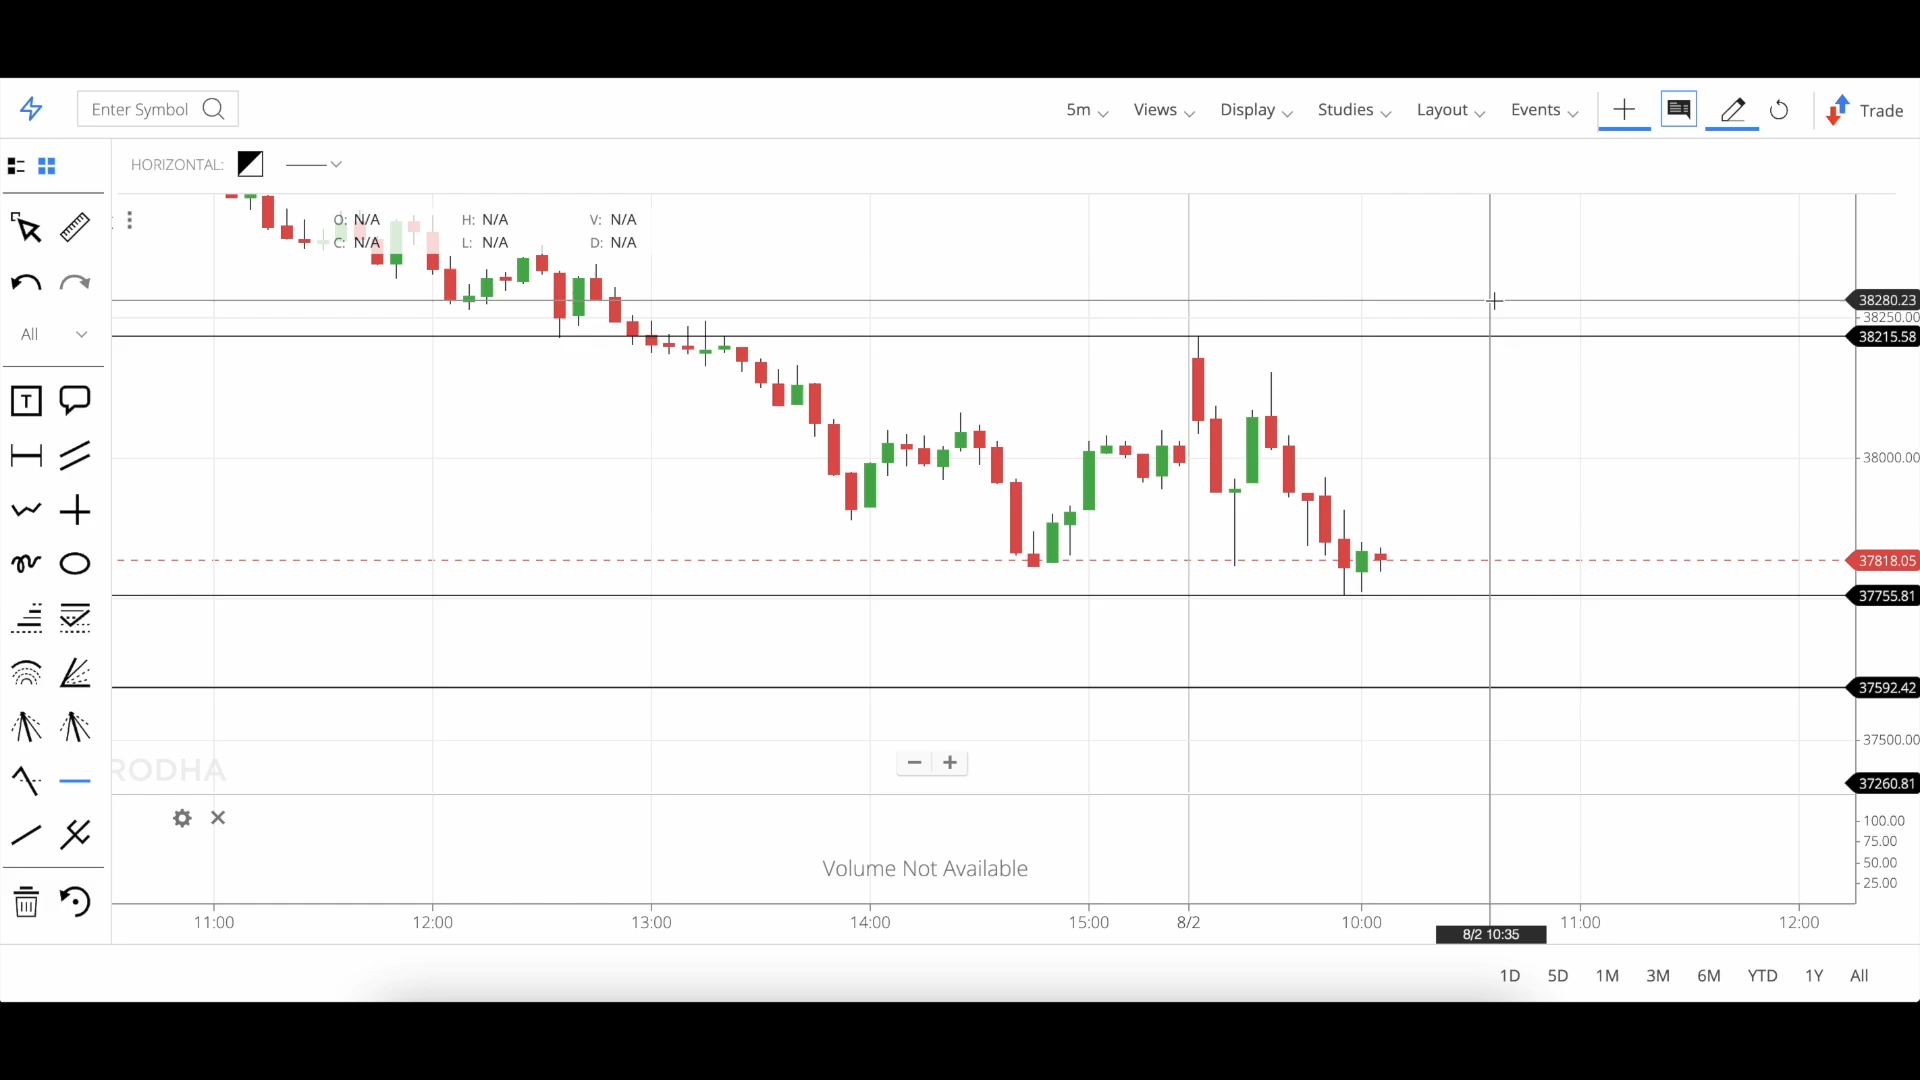 Enter Symbol
5m Views Display Studies Layout Events Trade
HORIZONTAL:
O: N/A H: N/A V: N/A
C: N/A L: N/A D: N/A
All
T
38280.23
38250.00
38215.58
38000.00
37818.05
37755.81
37592.42
37500.00
RODHA
37260.81
100.00
75.00
50.00
25.00
Volume Not Available
11:00 12:00 13:00 14:00 15:00 8/2 10:00 11:00 12:00
8/2 10:35
1D 5D 1M 3M 6M YTD 1Y All